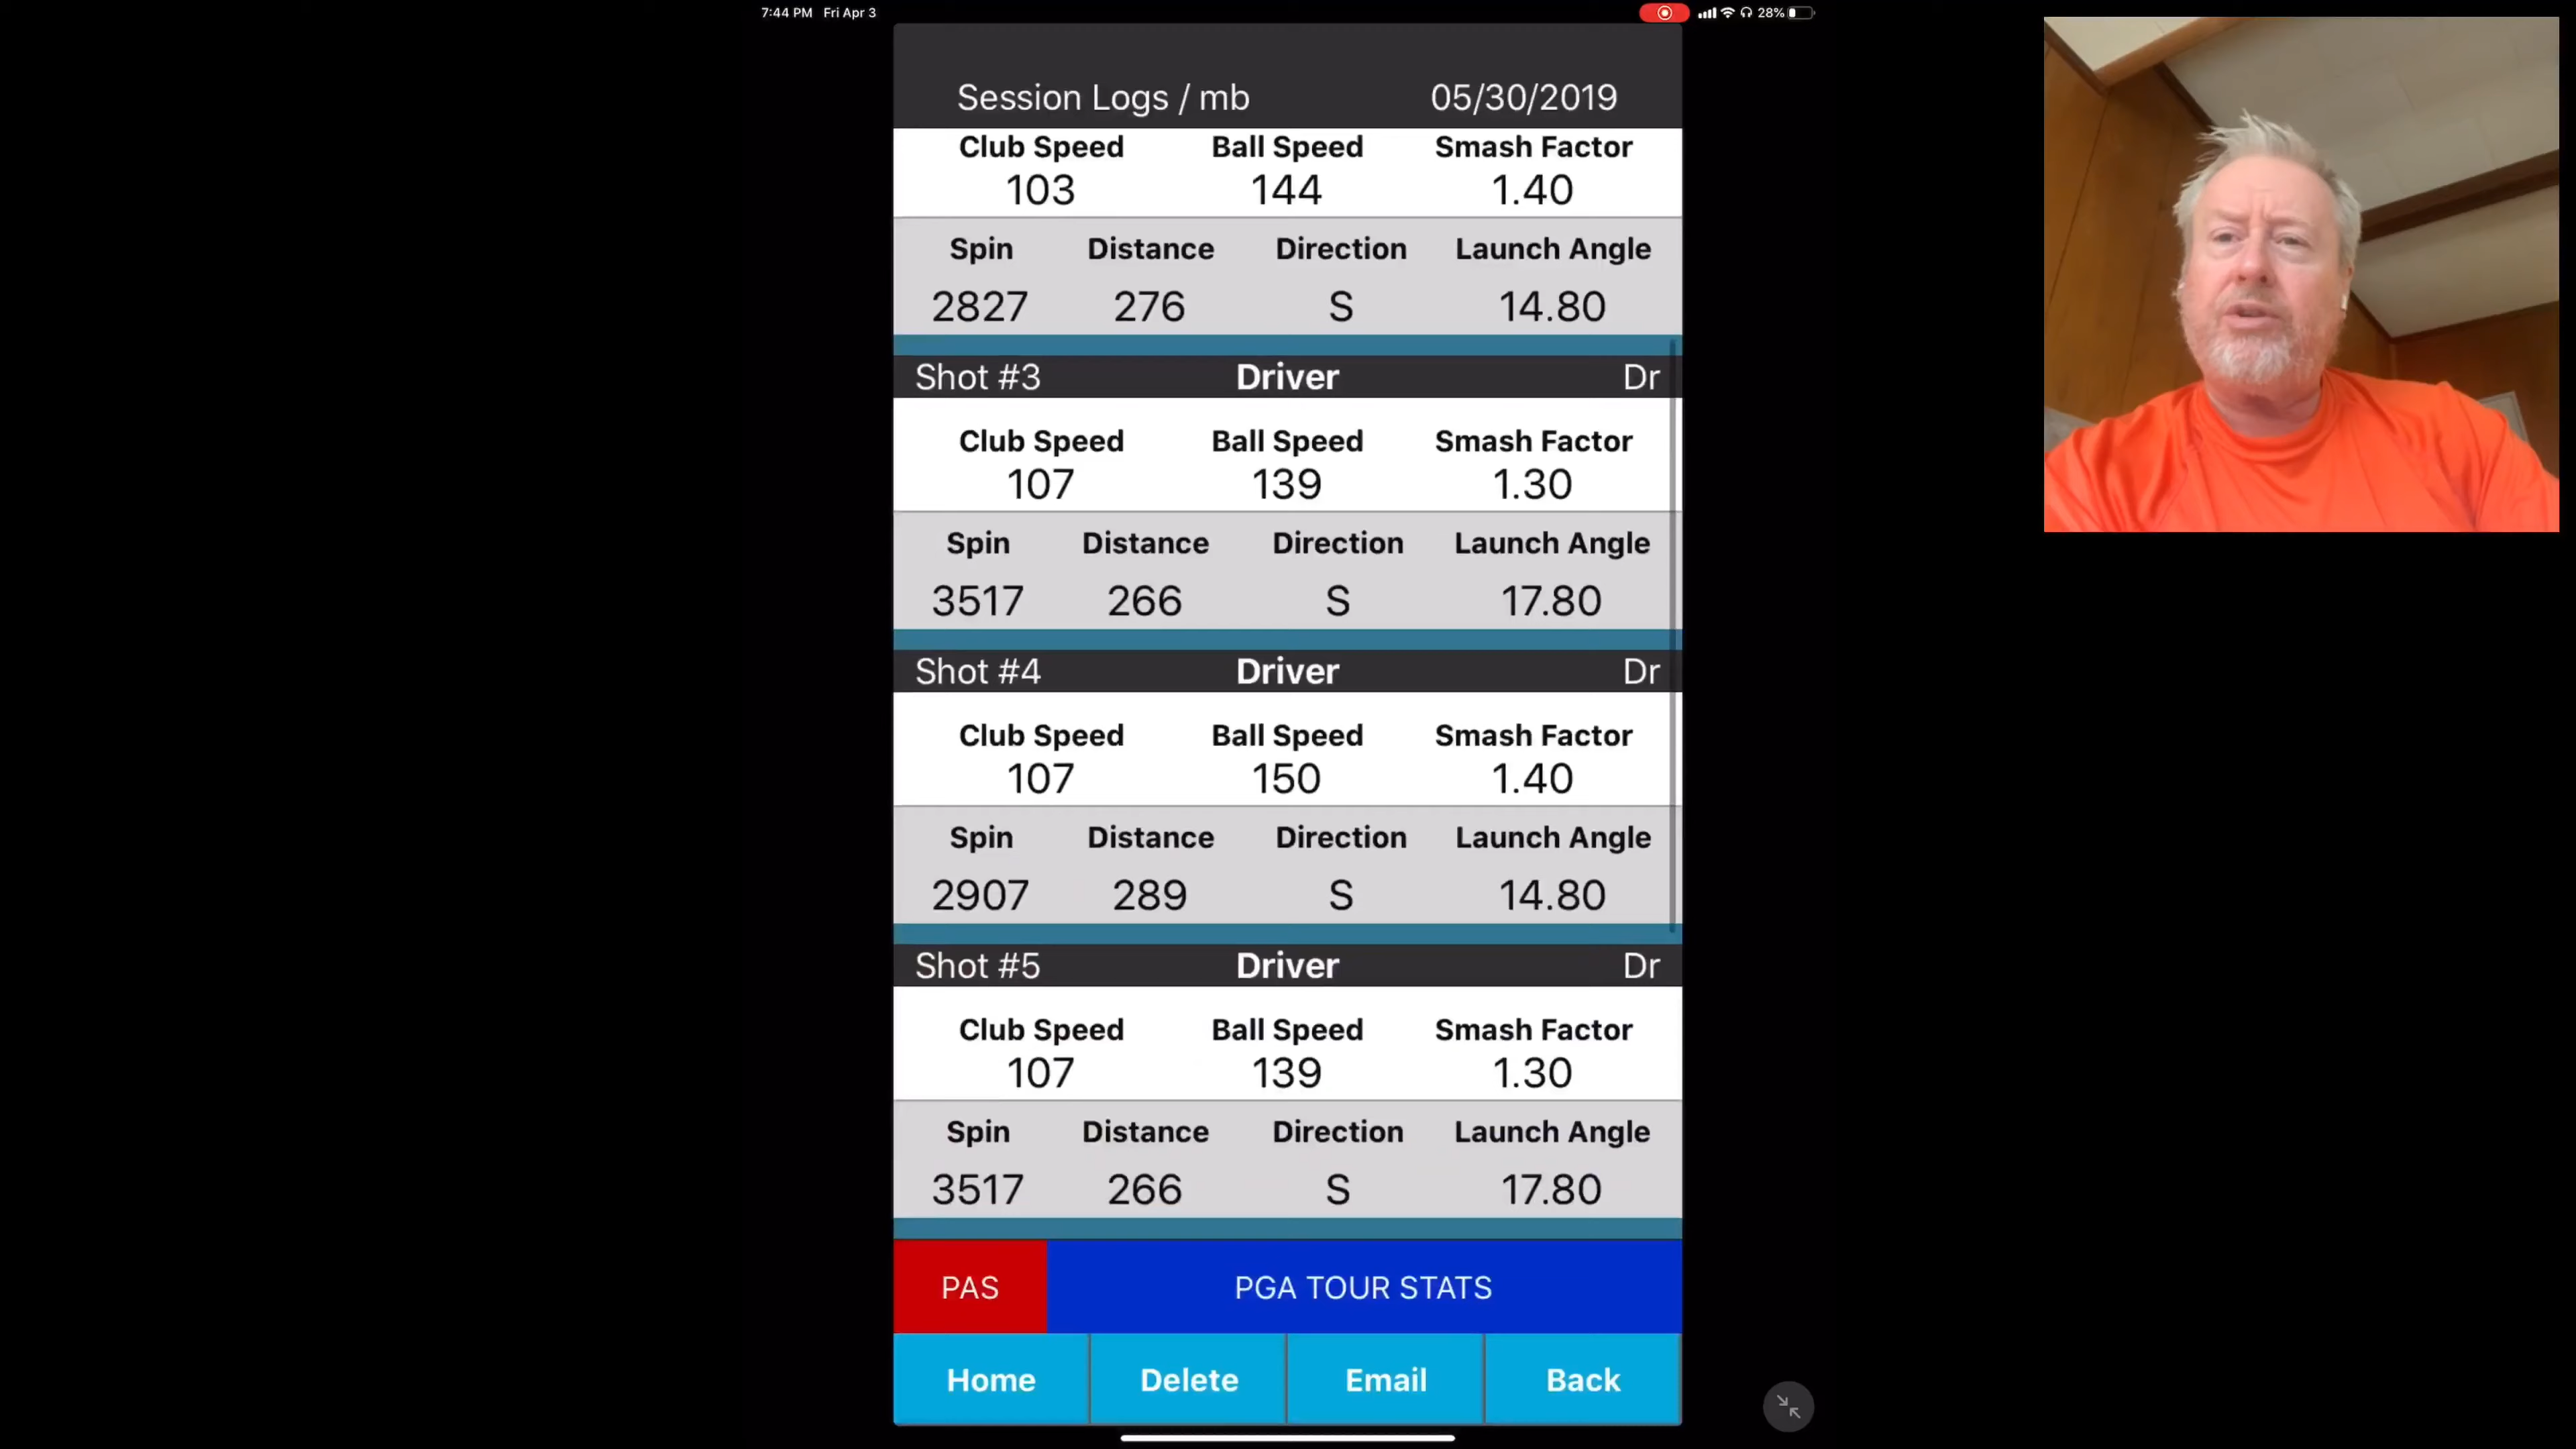 7:44 PM Fri Apr 3
28%
Session Logs / mb 05/30/2019
Club Speed Ball Speed Smash Factor
103 144 1.40
Spin Distance Direction Launch Angle
2827 276 S 14.80
Shot #3 Driver Dr
Club Speed Ball Speed Smash Factor
107 139 1.30
Spin Distance Direction Launch Angle
3517 266 S 17.80
Shot #4 Driver Dr
Club Speed Ball Speed Smash Factor
107 150 1.40
Spin Distance Direction Launch Angle
2907 289 S 14.80
Shot #5 Driver Dr
Club Speed Ball Speed Smash Factor
107 139 1.30
Spin Distance Direction Launch Angle
3517 266 S 17.80
PAS PGA TOUR STATS
Home Delete Email Back